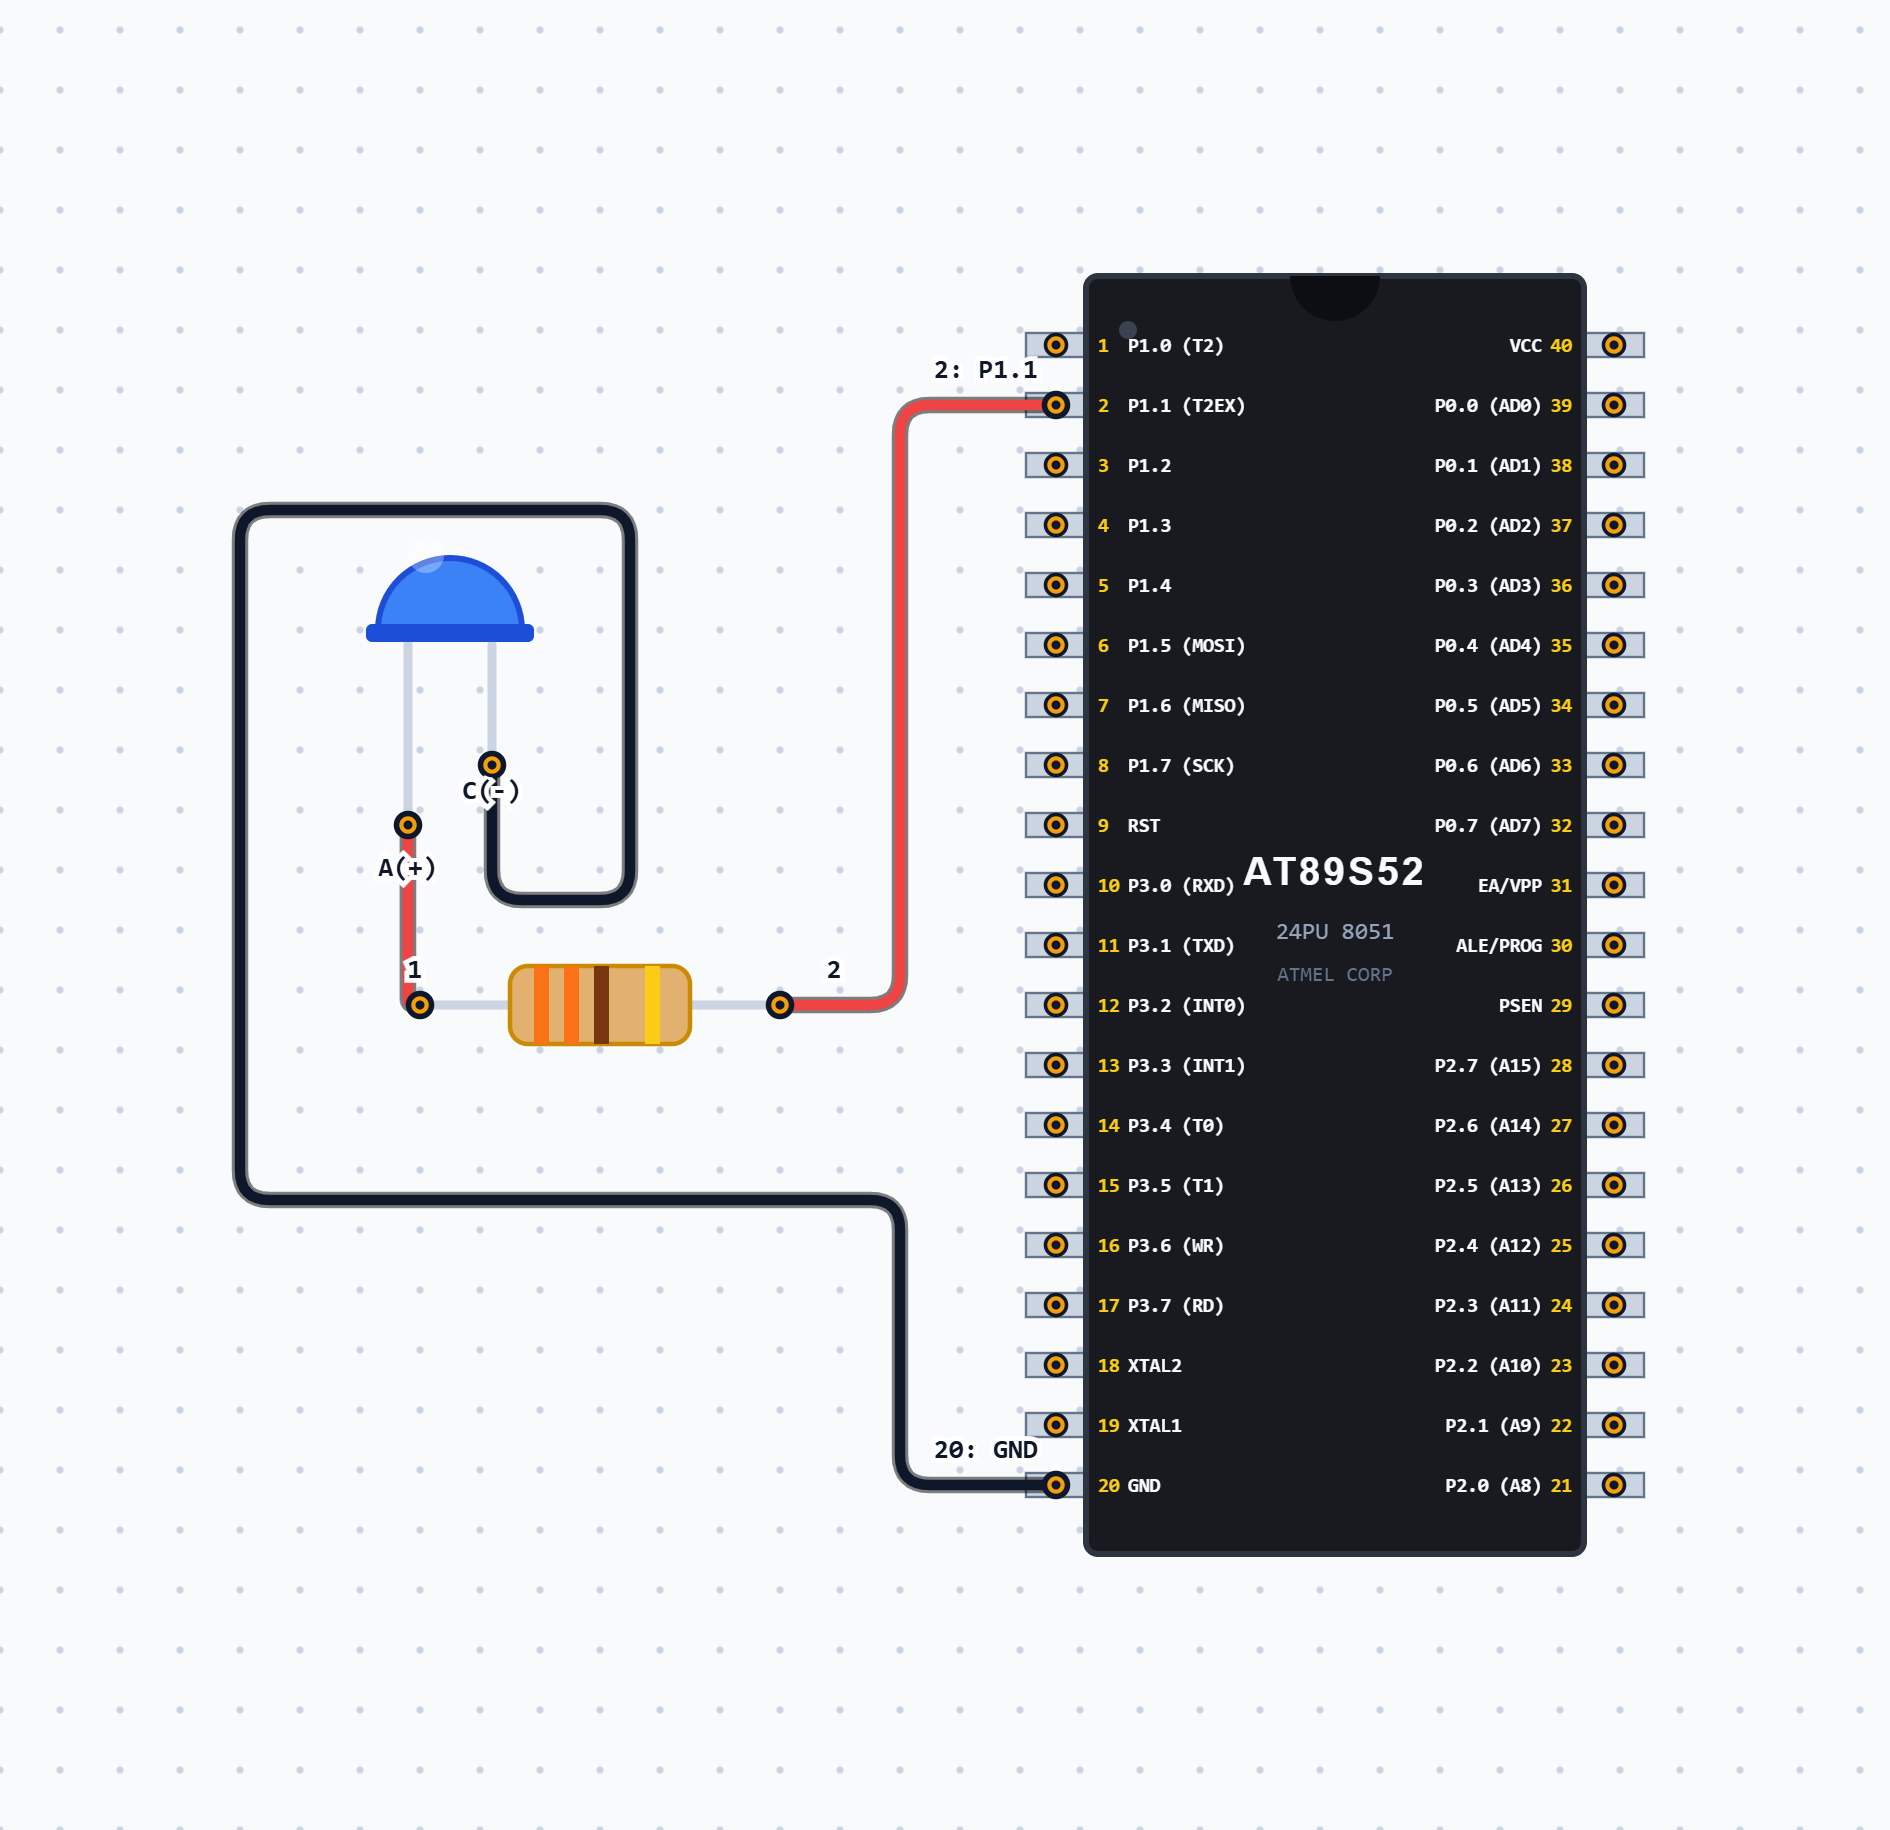 1 P1.0 (T2) VCC 40
2: P1.1
2 P1.1 (T2EX) P0.0 (AD0) 39
3 P1.2 P0.1 (AD1) 38
4 P1.3 P0.2 (AD2) 37
5 P1.4 P0.3 (AD3) 36
6 P1.5 (MOSI) P0.4 (AD4) 35
7 P1.6 (MISO) P0.5 (AD5) 34
8 P1.7 (SCK) P0.6 (AD6) 33
C(-)
9 RST P0.7 (AD7) 32
A(+)
AT89S52
10 P3.0 (RXD) EA/VPP 31
24PU 8051
11 P3.1 (TXD) ALE/PROG 30
1 2
ATMEL CORP
12 P3.2 (INT0) PSEN 29
13 P3.3 (INT1) P2.7 (A15) 28
14 P3.4 (T0) P2.6 (A14) 27
15 P3.5 (T1) P2.5 (A13) 26
16 P3.6 (WR) P2.4 (A12) 25
17 P3.7 (RD) P2.3 (A11) 24
18 XTAL2 P2.2 (A10) 23
19 XTAL1 P2.1 (A9) 22
20: GND
20 GND P2.0 (A8) 21